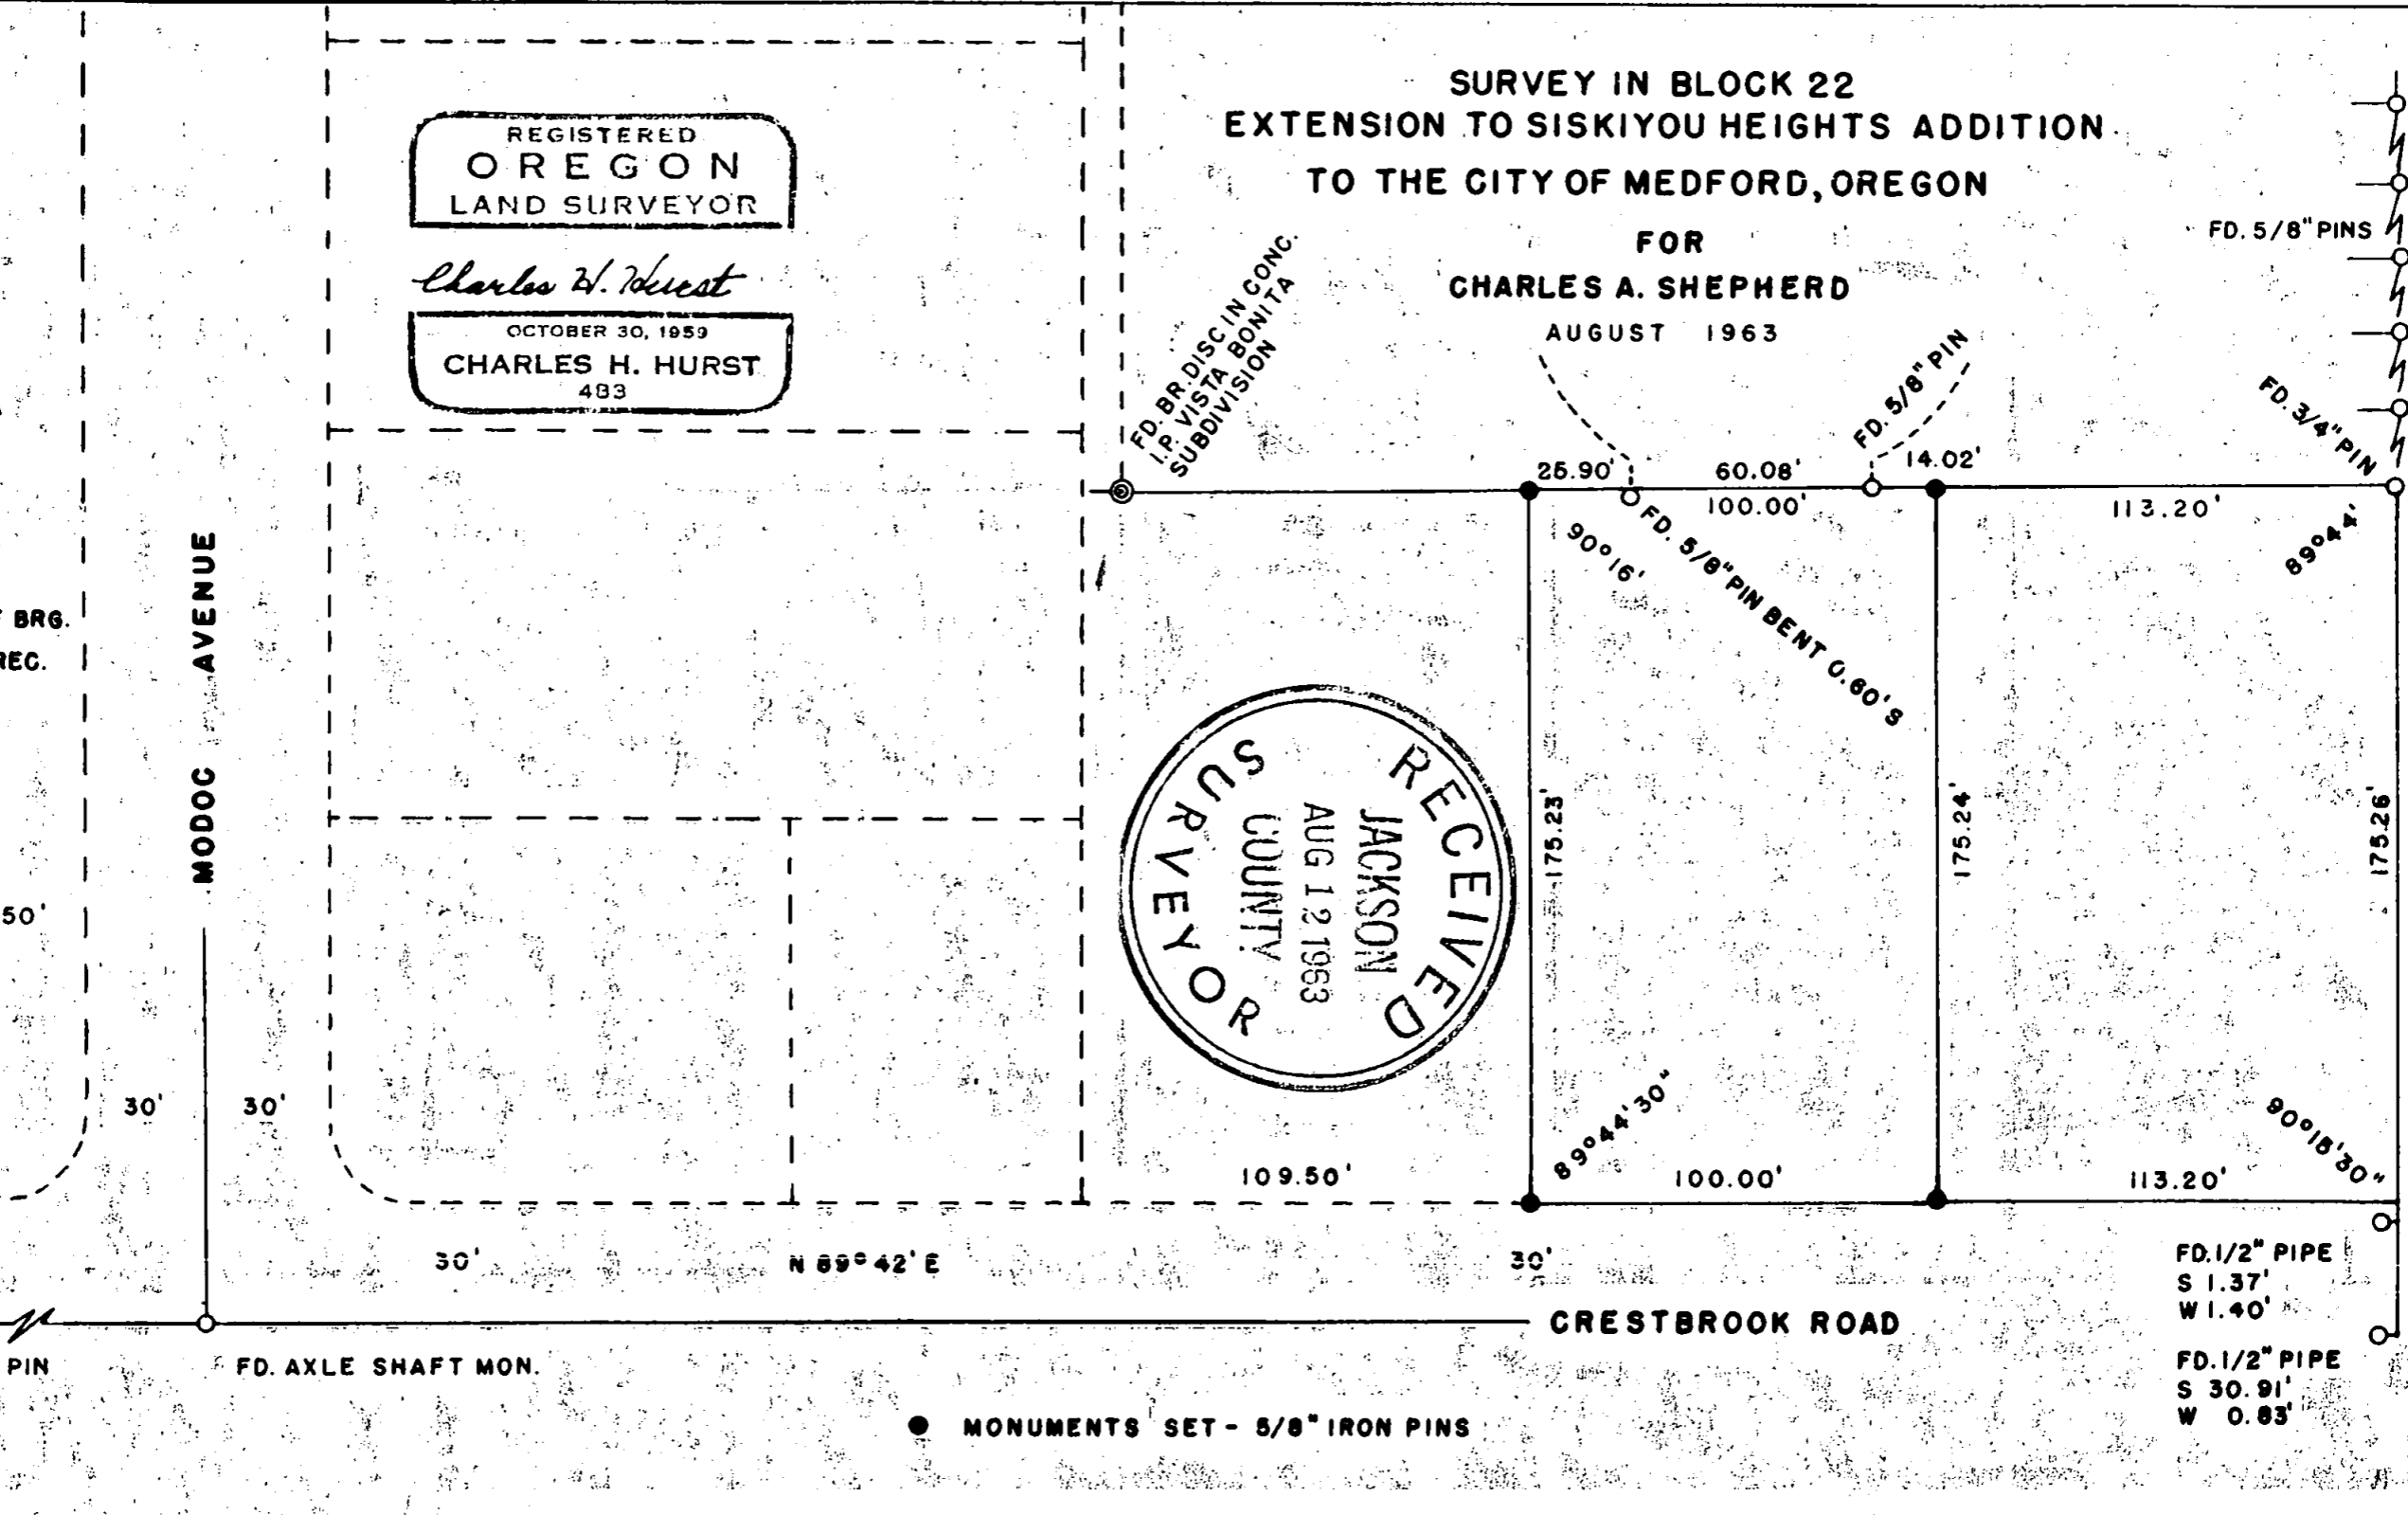 SURVEY IN BLOCK 22
EXTENSION TO SISKIYOU HEIGHTS ADDITION
TO THE CITY OF MEDFORD, OREGON
FOR
CHARLES A. SHEPHERD
AUGUST 1963
REGISTERED
OREGON
LAND SURVEYOR
Charles H. Hurst
OCTOBER 30, 1959
CHARLES H. HURST
483
FD. 5/8" PINS
FD. BR. DISC IN CONC.
I.P. VISTA BONITA
SUBDIVISION
FD. 5/8" PIN
FD. 3/4" PIN
25.90'
60.08'
14.02'
100.00'
113.20'
90°16'
FD. 5/8" PIN BENT 0.60'S
89°44'
BRG.
REC.
MODOC AVENUE
50'
175.23'
175.24'
175.26'
RECEIVED
JACKSON
AUG 12 1963
COUNTY
SURVEYOR
30'
30'
109.50'
89°44'30"
100.00'
113.20'
90°15'30"
30'
N 89°42' E
30'
CRESTBROOK ROAD
FD. 1/2" PIPE
S 1.37'
W 1.40'
FD. 1/2" PIPE
S 30.91'
W 0.83'
PIN
FD. AXLE SHAFT MON.
MONUMENTS SET - 5/8" IRON PINS